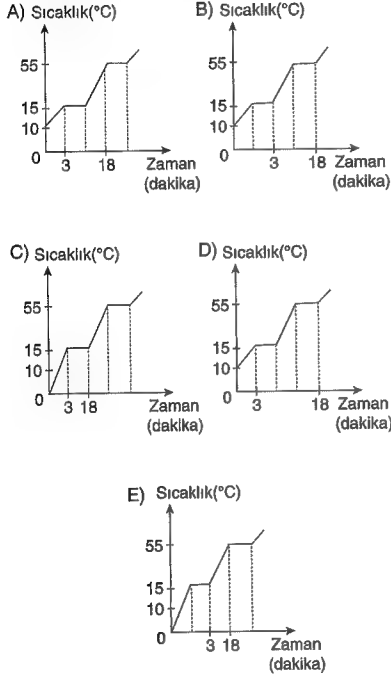 A) Sıcaklık(°C)
55
15
10
0
3 18 Zaman
(dakika)
B) Sıcaklık(°C)
55
15
10
0
3 18 Zaman
(dakika)
C) Sıcaklık(°C)
55
15
10
0
3 18 Zaman
(dakika)
D) Sıcaklık(°C)
55
15
10
0
3 18 Zaman
(dakika)
E) Sıcaklık(°C)
55
15
10
0
3 18 Zaman
(dakika)